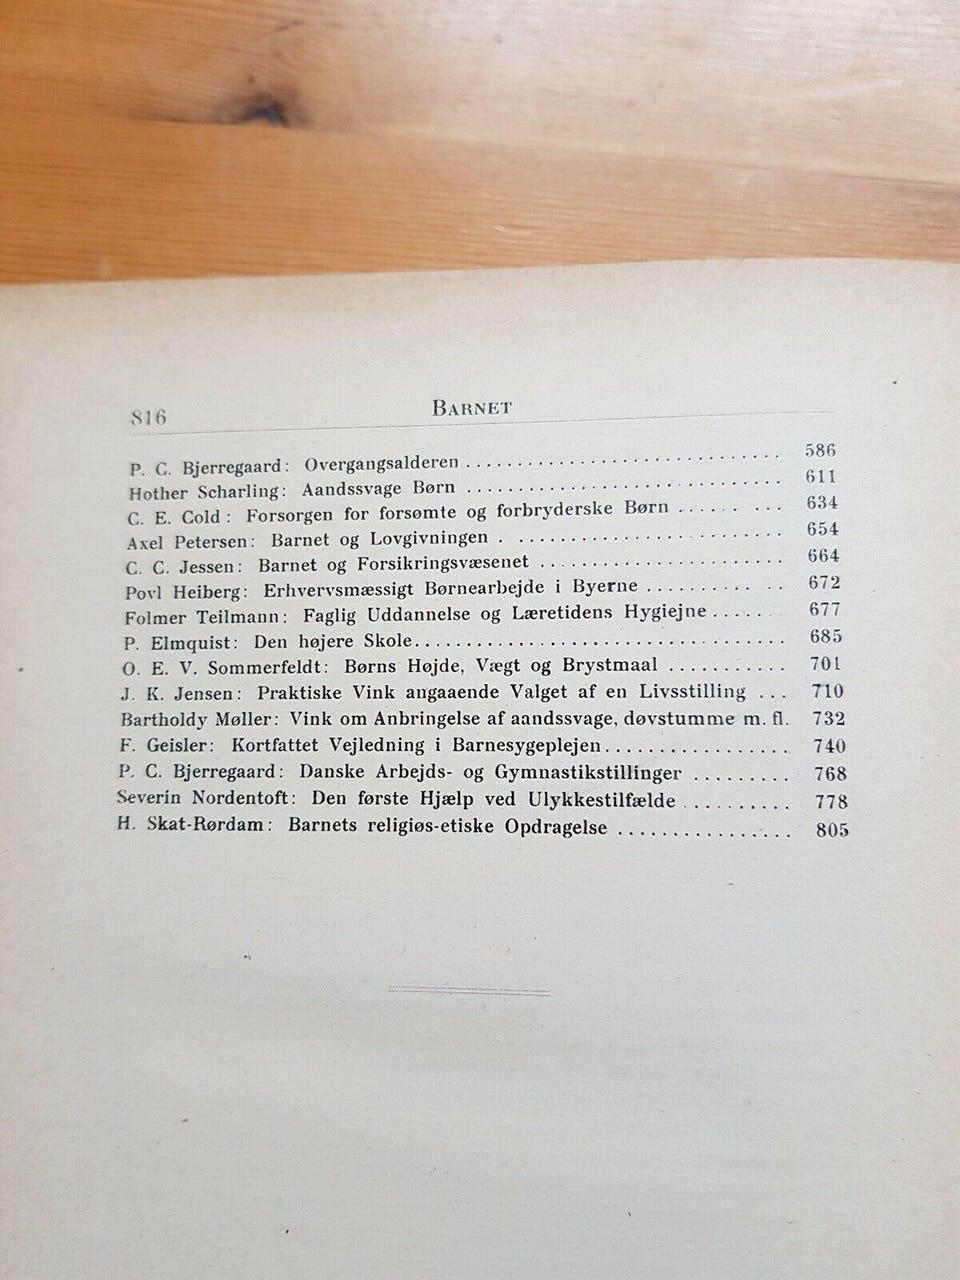 816 BARNET
P. C. Bjerregaard: Overgangsalderen .............................. 586
Hother Scharling: Aandssvage Børn .............................. 611
C. E. Cold: Forsorgen for forsømte og forbryderske Børn ...... ... 634
Axel Petersen: Barnet og Lovgivningen . ......................... 654
C. C. Jessen: Barnet og Forsikringsvæsenet ....................... 664
Povl Heiberg: Erhvervsmæssigt Børnearbejde i Byerne .......... .. 672
Folmer Teilmann: Faglig Uddannelse og Læretidens Hygiejne ...... 677
P. Elmquist: Den højere Skole.................................... 685
O. E. V. Sommerfeldt: Børns Højde, Vægt og Brystmaal ........... 701
J. K. Jensen: Praktiske Vink angaaende Valget af en Livsstilling ... 710
Bartholdy Møller: Vink om Anbringelse af aandssvage, døvstumme m. fl. 732
F. Geisler: Kortfattet Vejledning i Barnesygeplejen.................. 740
P. C. Bjerregaard: Danske Arbejds- og Gymnastikstillinger ......... 768
Severin Nordentoft: Den første Hjælp ved Ulykkestilfælde .......... 778
H. Skat-Rørdam: Barnets religiøs-etiske Opdragelse ................ 805